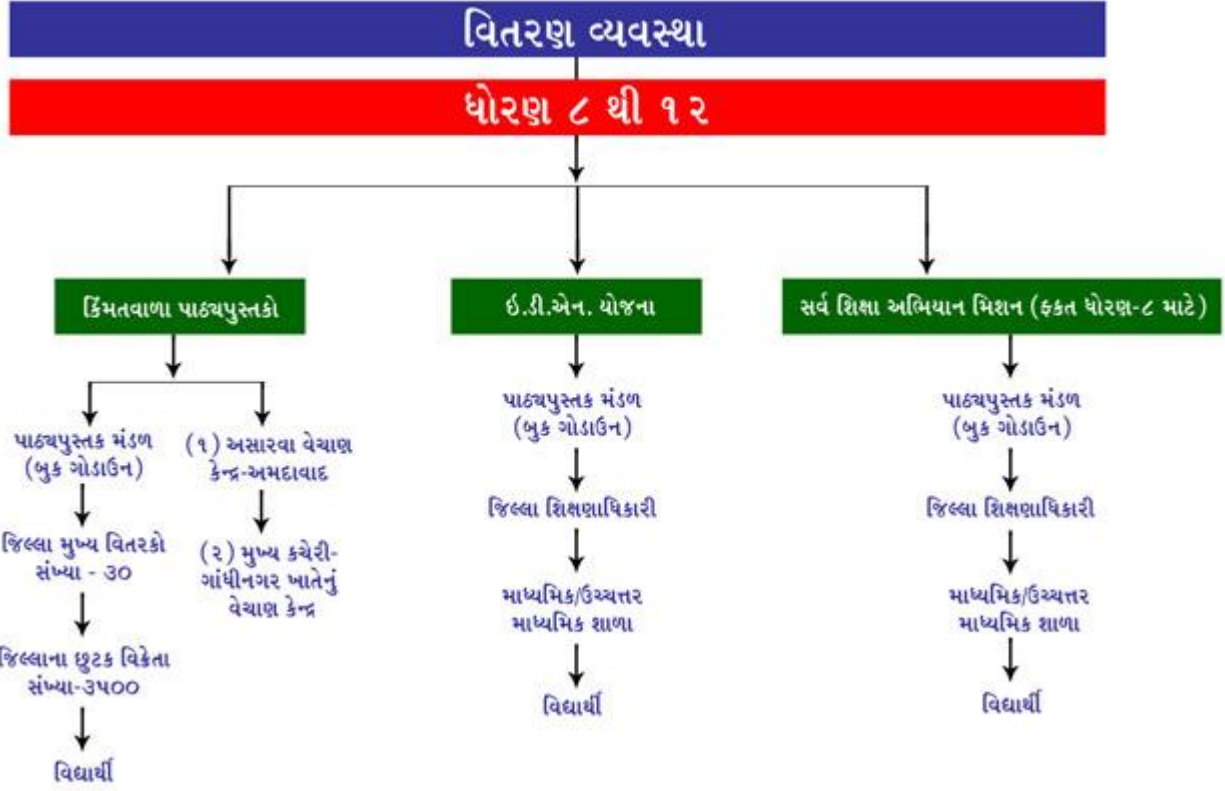 વિતરણ વ્યવસ્થા
ધોરણ ૮ થી ૧૨
કિંમતવાળા પાઠ્યપુસ્તકો
પાઠ્યપુસ્તક મંડળ
(બુક ગોડાઉન)
જિલ્લા મુખ્ય વિતરકો
સંખ્યા - ૩૦
જિલ્લાના છુટક વિક્રેતા
સંખ્યા-૩૫૦૦
વિદ્યાર્થી
(૧) અસારવા વેચાણ
કેન્દ્ર-અમદાવાદ
(૨) મુખ્ય કચેરી-
ગાંધીનગર ખાતેનું
વેચાણ કેન્દ્ર
ઇ.ડી.એન. યોજના
પાઠ્યપુસ્તક મંડળ
(બુક ગોડાઉન)
જિલ્લા શિક્ષણાધિકારી
માધ્યમિક/ઉચ્ચત્તર
માધ્યમિક શાળા
વિદ્યાર્થી
સર્વ શિક્ષા અભિયાન મિશન (ફક્ત ધોરણ-૮ માટે)
પાઠ્યપુસ્તક મંડળ
(બુક ગોડાઉન)
જિલ્લા શિક્ષણાધિકારી
માધ્યમિક/ઉચ્ચત્તર
માધ્યમિક શાળા
વિદ્યાર્થી